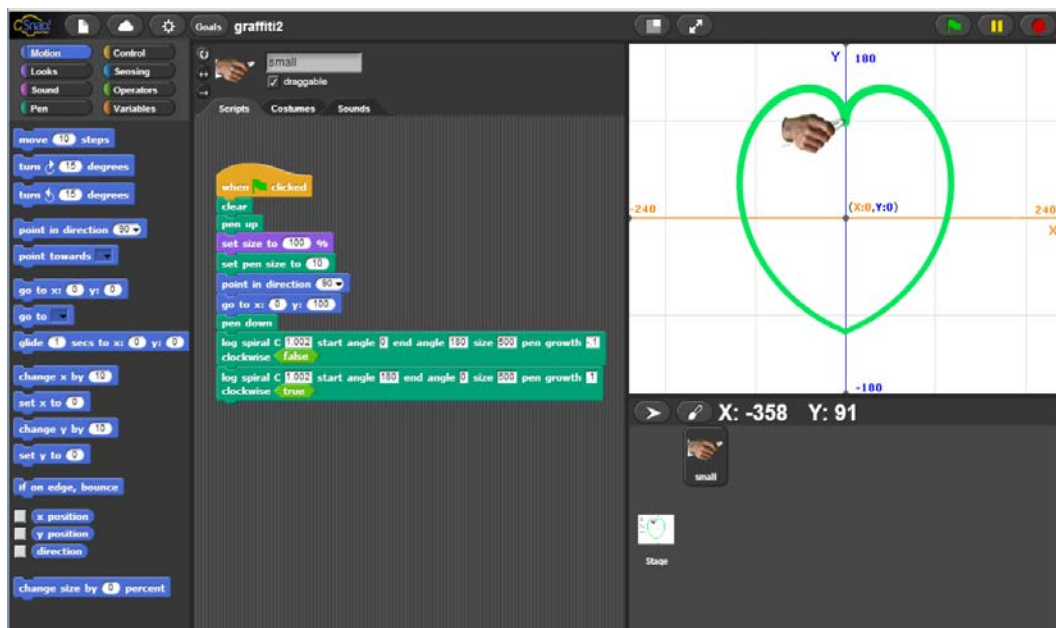 CSnap!
Goals graffiti2
Motion Control
Looks Sensing
Sound Operators
Pen Variables
move 10 steps
turn 15 degrees
turn 15 degrees
point in direction 90
point towards
go to x: 0 y: 0
go to
glide 1 secs to x: 0 y: 0
change x by 10
set x to 0
change y by 10
set y to 0
if on edge, bounce
x position
y position
direction
change size by 0 percent
small
draggable
Scripts Costumes Sounds
when clicked
clear
pen up
set size to 100 %
set pen size to 10
point in direction 90
go to x: 0 y: 100
pen down
log spiral C 1.002 start angle 0 end angle 180 size 500 pen growth -.1
clockwise false
log spiral C 1.002 start angle 180 end angle 0 size 500 pen growth .1
clockwise true
Y 180
-240 (X:0,Y:0) 240
X
-180
X: -358 Y: 91
small
Stage